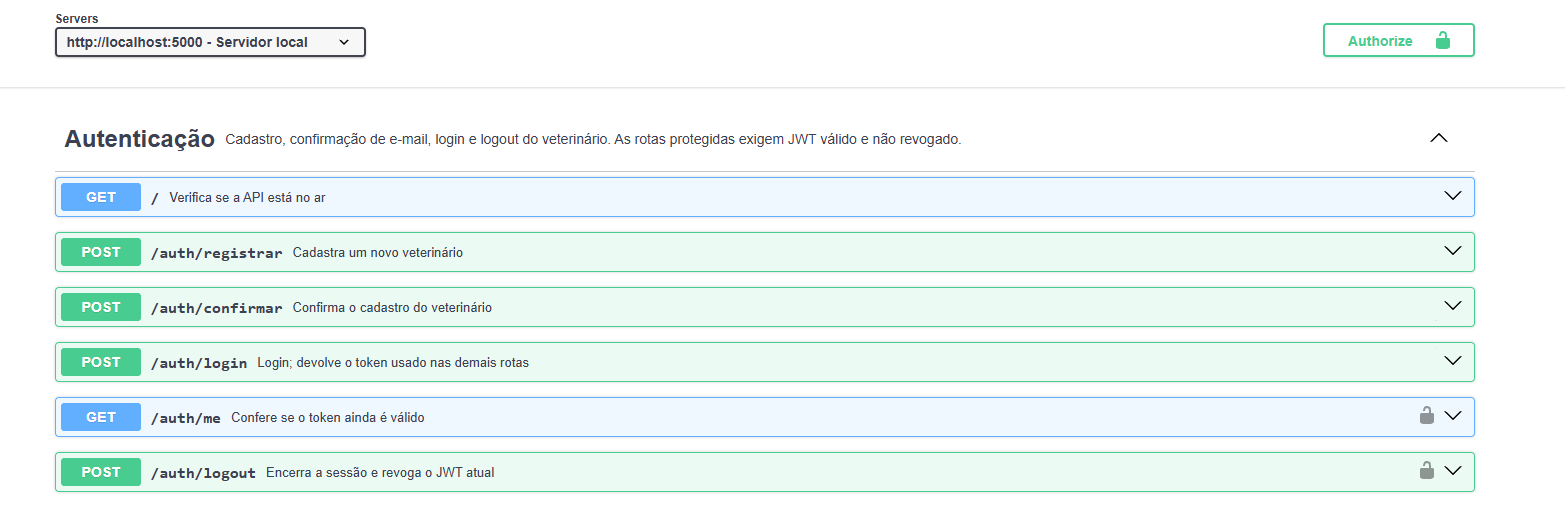 Servers
http://localhost:5000 - Servidor local
Authorize
Autenticação Cadastro, confirmação de e-mail, login e logout do veterinário. As rotas protegidas exigem JWT válido e não revogado.
GET / Verifica se a API está no ar
POST /auth/registrar Cadastra um novo veterinário
POST /auth/confirmar Confirma o cadastro do veterinário
POST /auth/login Login; devolve o token usado nas demais rotas
GET /auth/me Confere se o token ainda é válido
POST /auth/logout Encerra a sessão e revoga o JWT atual